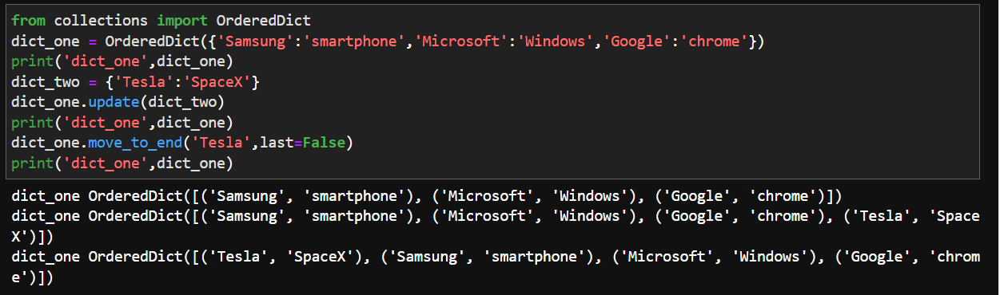 from collections import OrderedDict
dict_one = OrderedDict({'Samsung':'smartphone','Microsoft':'Windows','Google':'chrome'})
print('dict_one',dict_one)
dict_two = {'Tesla':'SpaceX'}
dict_one.update(dict_two)
print('dict_one',dict_one)
dict_one.move_to_end('Tesla',last=False)
print('dict_one',dict_one)
dict_one OrderedDict([('Samsung', 'smartphone'), ('Microsoft', 'Windows'), ('Google', 'chrome')])
dict_one OrderedDict([('Samsung', 'smartphone'), ('Microsoft', 'Windows'), ('Google', 'chrome'), ('Tesla', 'Space
X')])
dict_one OrderedDict([('Tesla', 'SpaceX'), ('Samsung', 'smartphone'), ('Microsoft', 'Windows'), ('Google', 'chrom
e')])